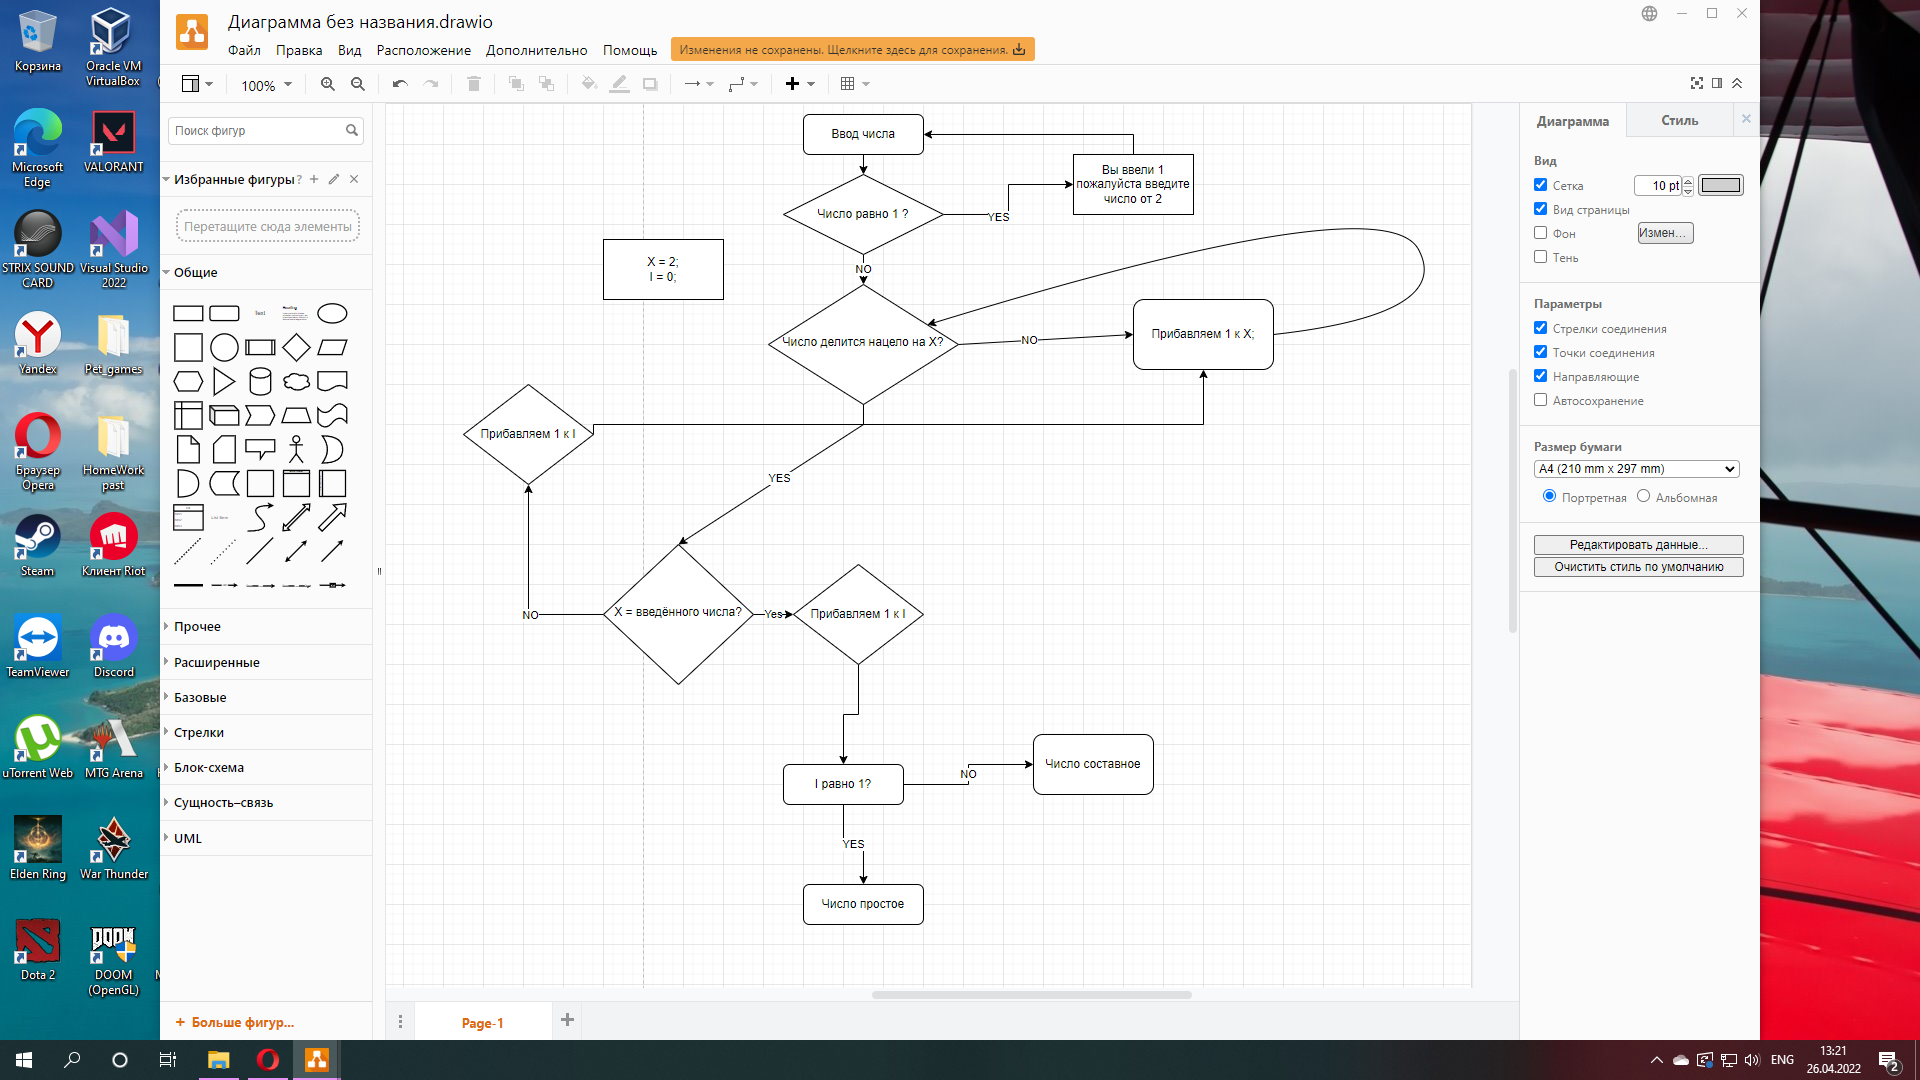 Диаграмма без названия.drawio
Файл Правка Вид Расположение Дополнительно Помощь
Изменения не сохранены. Щелкните здесь для сохранения.
100%
Корзина
Oracle VM
VirtualBox
Microsoft
Edge
VALORANT
STRIX SOUND
CARD
Visual Studio
2022
Yandex
Pet_games
Браузер
Opera
HomeWork
past
Steam
Клиент Riot
TeamViewer
Discord
uTorrent Web
MTG Arena
Elden Ring
War Thunder
Dota 2
DOOM
(OpenGL)
Поиск фигур
Избранные фигуры ?
Перетащите сюда элементы
Общие
Text
Прочее
Расширенные
Базовые
Стрелки
Блок-схема
Сущность–связь
UML
+ Больше фигур...
Ввод числа
Вы ввели 1
пожалуйста введите
число от 2
Число равно 1 ?
YES
X = 2;
I = 0;
NO
Число делится нацело на X?
NO
Прибавляем 1 к X;
Прибавляем 1 к I
YES
X = введённого числа?
NO
Yes
Прибавляем 1 к I
I равно 1?
NO
Число составное
YES
Число простое
Page-1
Диаграмма
Стиль
Вид
Сетка
10 pt
Вид страницы
Фон
Измен...
Тень
Параметры
Стрелки соединения
Точки соединения
Направляющие
Автосохранение
Размер бумаги
A4 (210 mm x 297 mm)
Портретная
Альбомная
Редактировать данные...
Очистить стиль по умолчанию
DOOM
ENG
13:21
26.04.2022
2